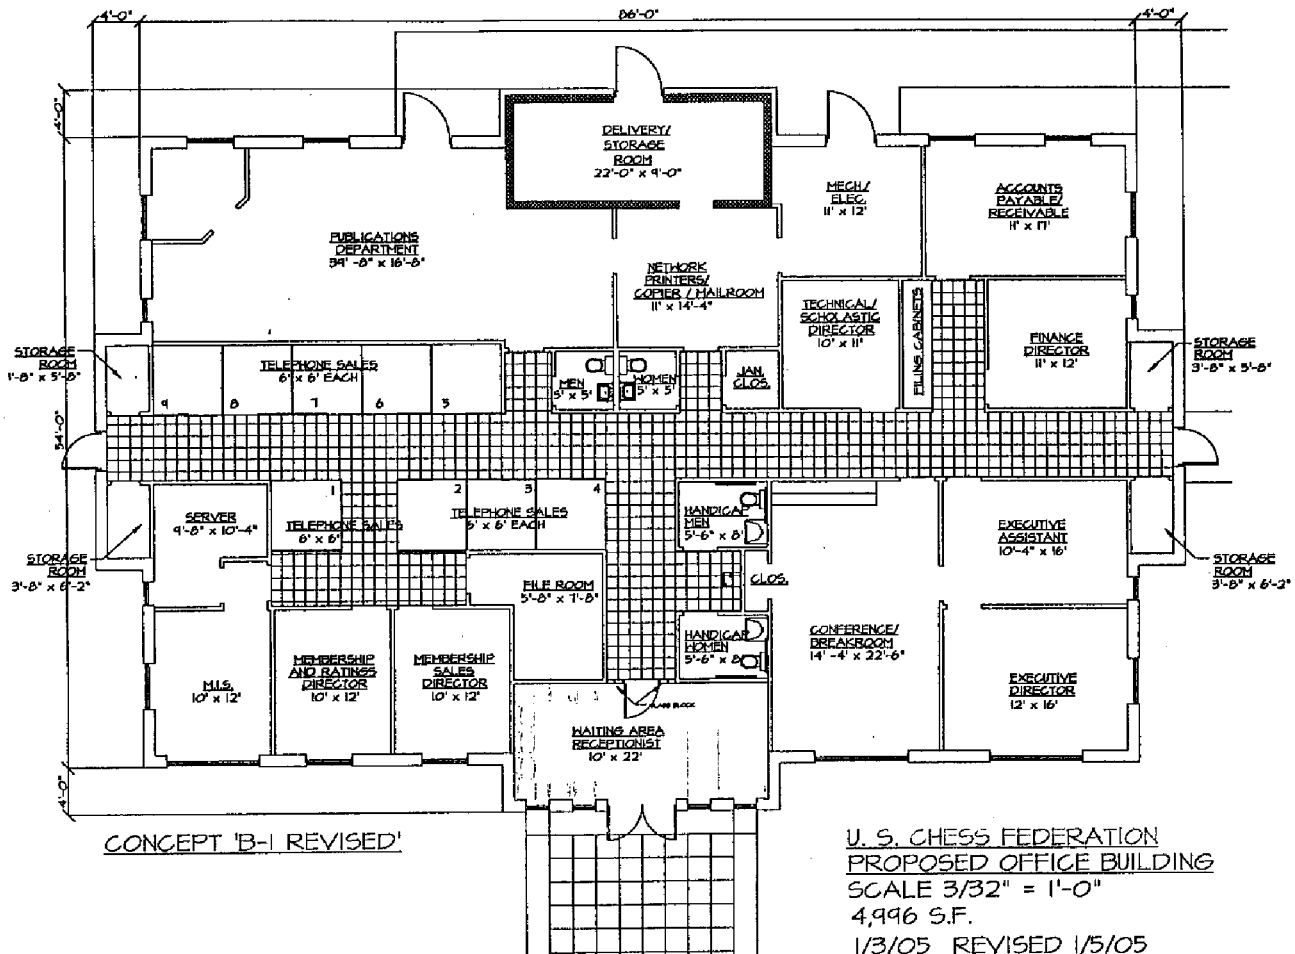 4'-0"
86'-0"
4'-0"
4'-0"
DELIVERY/
STORAGE
ROOM
22'-0" x 9'-0"
MECH/
ELEC.
11' x 12'
ACCOUNTS
PAYABLE/
RECEIVABLE
11' x 17'
PUBLICATIONS
DEPARTMENT
39'-8" x 16'-8"
NETWORK
PRINTERS/
COPIER / MAILROOM
11' x 14'-4"
TECHNICAL/
SCHOLASTIC
DIRECTOR
10' x 11'
FILING CABINETS
FINANCE
DIRECTOR
11' x 12'
STORAGE
ROOM
1'-8" x 5'-8"
STORAGE
ROOM
3'-8" x 5'-8"
TELEPHONE SALES
6' x 6' EACH
9
8
7
6
5
MEN
5' x 5'
WOMEN
5' x 5'
JAN.
CLOS.
54'-0"
1
2
3
4
SERVER
9'-8" x 10'-4"
TELEPHONE SALES
6' x 6'
TELEPHONE SALES
6' x 6' EACH
HANDICAP
MEN
5'-6" x 8'
EXECUTIVE
ASSISTANT
10'-4" x 16'
STORAGE
ROOM
3'-8" x 6'-2"
STORAGE
ROOM
3'-8" x 6'-2"
FILE ROOM
5'-8" x 7'-8"
CLOS.
HANDICAP
WOMEN
5'-6" x 8'
CONFERENCE/
BREAKROOM
14'-4" x 22'-6"
M.I.S.
10' x 12'
MEMBERSHIP
AND RATINGS
DIRECTOR
10' x 12'
MEMBERSHIP
SALES
DIRECTOR
10' x 12'
EXECUTIVE
DIRECTOR
12' x 16'
GLASS BLOCK
WAITING AREA
RECEPTIONIST
10' x 22'
4'-0"
CONCEPT 'B-1 REVISED'
U. S. CHESS FEDERATION
PROPOSED OFFICE BUILDING
SCALE 3/32" = 1'-0"
4,996 S.F.
1/3/05 REVISED 1/5/05